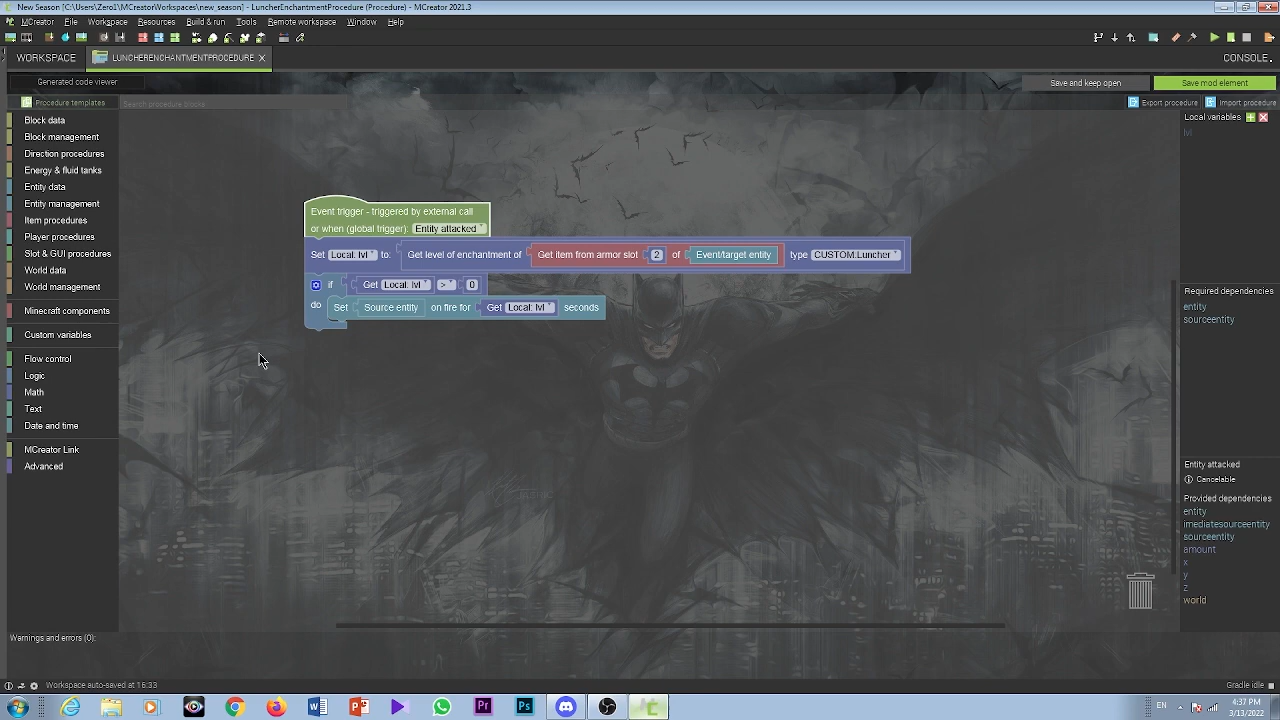 New Season [C:\Users\Zero1\MCreatorWorkspaces\new_season] - LuncherEnchantmentProcedure (Procedure) - MCreator 2021.3
MCreator File Resources Build & run Tools Remote workspace Window Help
WORKSPACE LUNCHERENCHANTMENTPROCEDURE CONSOLE
Generated code viewer Save and keep open Save mod element
Procedure templates Search procedure blocks Export procedure Import procedure
Block data
Block management
Direction procedures
Energy & fluid tanks
Entity data
Entity management
Item procedures
Player procedures
Slot & GUI procedures
World data
World management
Minecraft components
Custom variables
Flow control
Logic
Math
Text
Date and time
MCreator Link
Advanced
Event trigger - triggered by external call
or when (global trigger): Entity attacked
Set Local: lvl to: Get level of enchantment of Get item from armor slot 2 of Event/target entity type CUSTOM:Luncher
if Get Local: lvl > 0
do Set Source entity on fire for Get Local: lvl seconds
Local variables
lvl
Required dependencies:
entity
sourceentity
Entity attacked
Cancelable
Provided dependencies:
entity
imediatesourceentity
sourceentity
amount
x
y
z
world
Warnings and errors (0):
Workspace auto-saved at 16:33 Gradle idle
EN 4:37 PM
3/13/2022